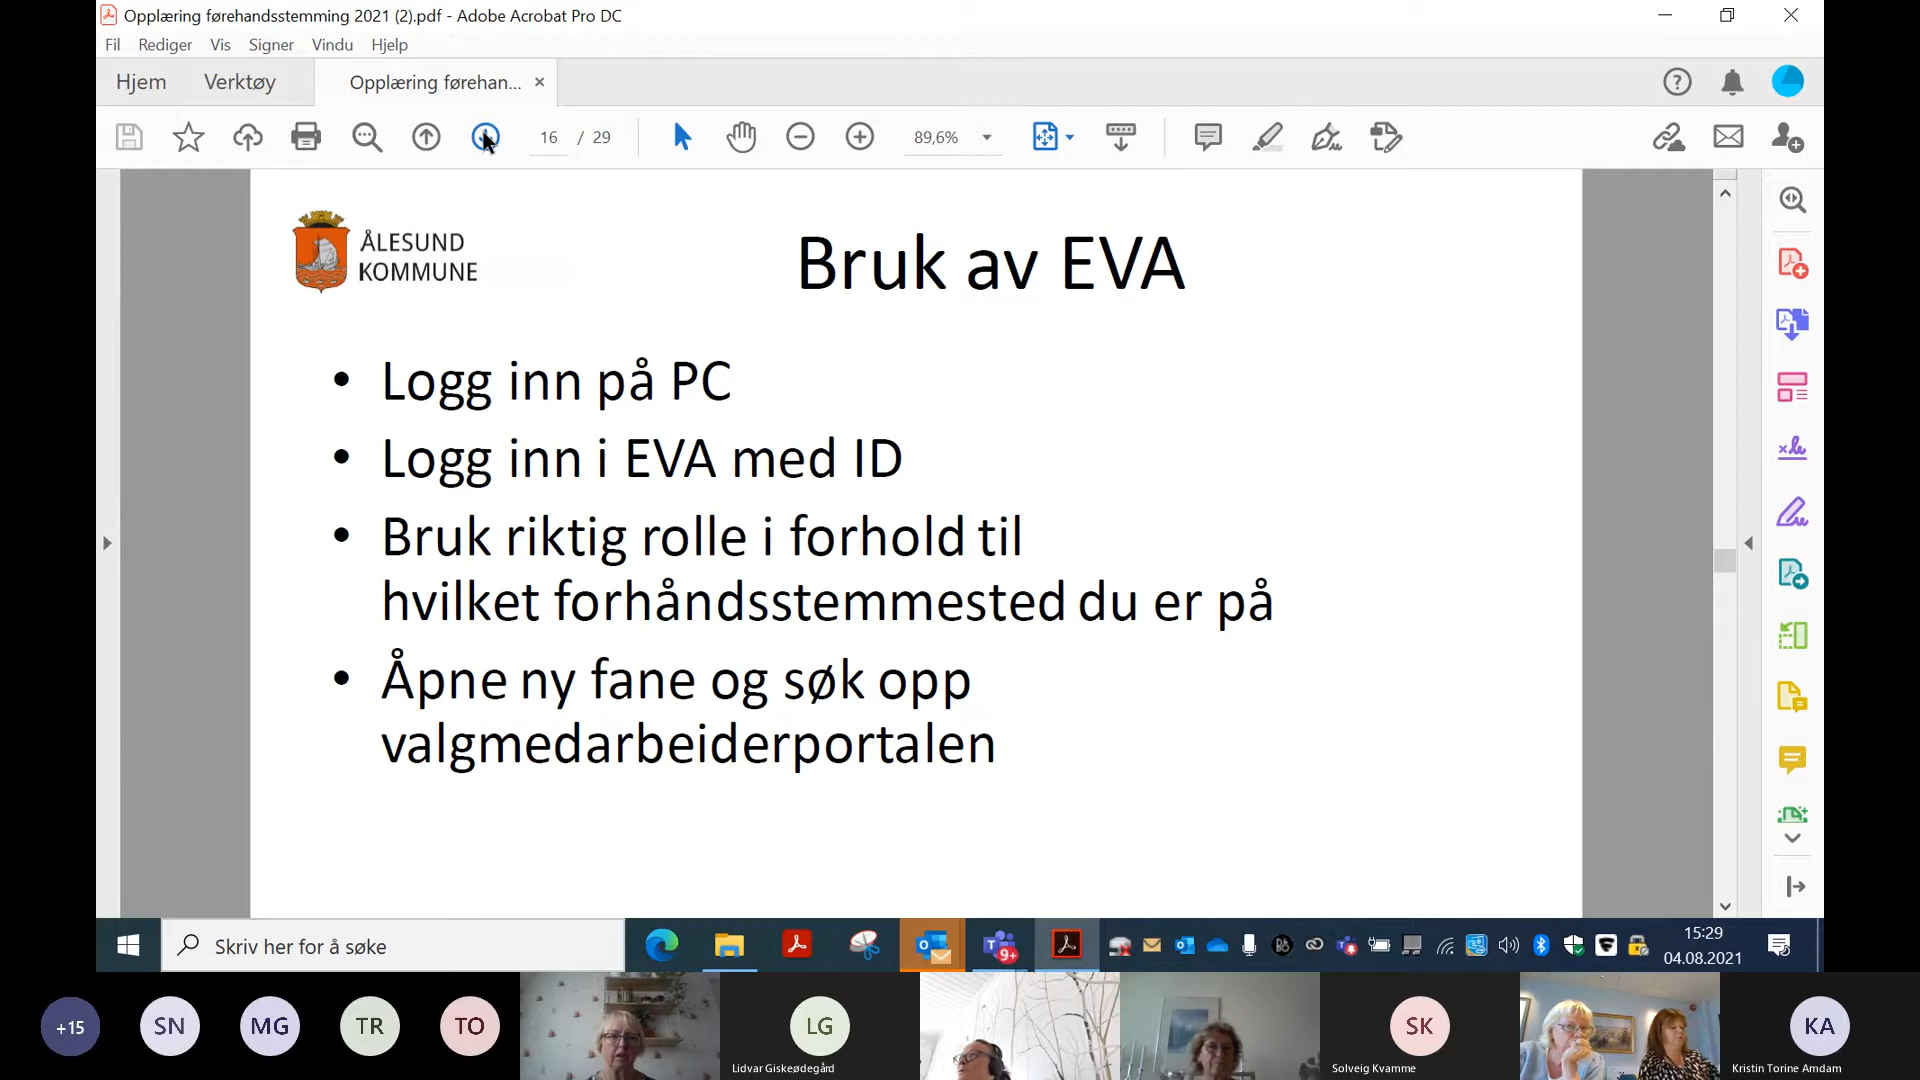 Opplæring førehandsstemming 2021 (2).pdf - Adobe Acrobat Pro DC
Fil Rediger Vis Signer Vindu Hjelp
Hjem Verktøy Opplæring førehan... ×
16 / 29 89,6%
ÅLESUND
KOMMUNE
Bruk av EVA
• Logg inn på PC
• Logg inn i EVA med ID
• Bruk riktig rolle i forhold til
hvilket forhåndsstemmested du er på
• Åpne ny fane og søk opp
valgmedarbeiderportalen
Skriv her for å søke
9+
15:29
04.08.2021
+15 SN MG TR TO LG SK KA
Lidvar Giskeødegård Solveig Kvamme Kristin Torine Amdam